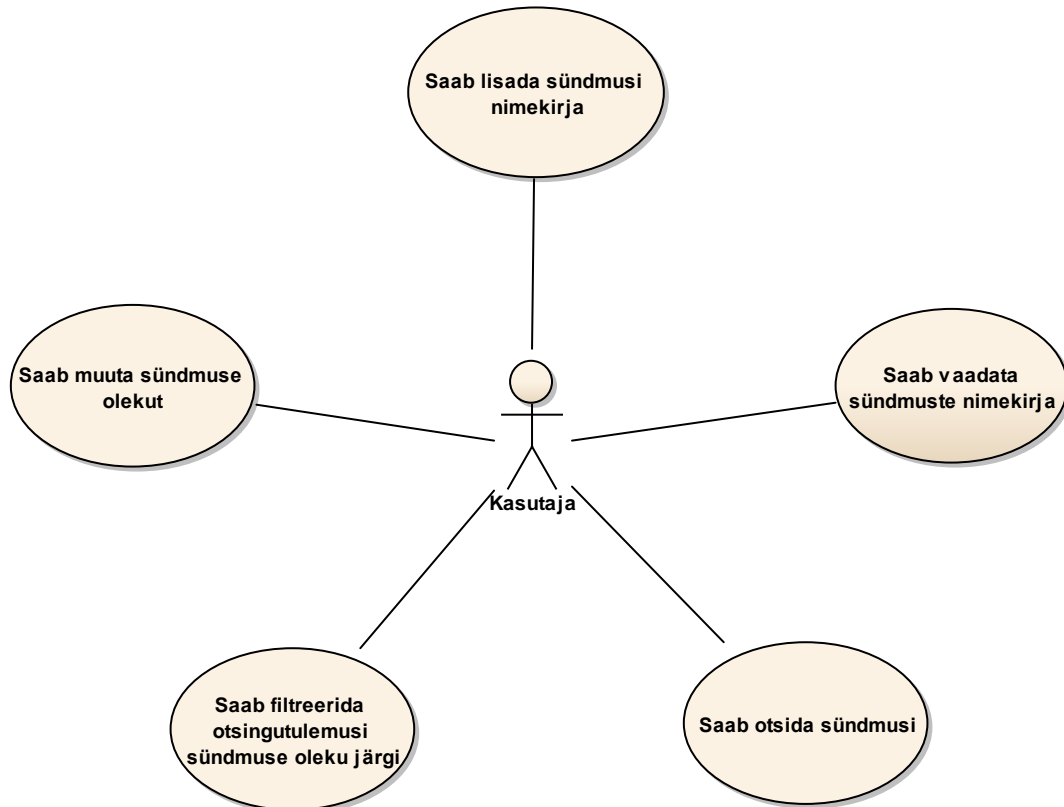 Saab lisada sündmusi
nimekirja
Saab muuta sündmuse
olekut
Saab vaadata
sündmuste nimekirja
Kasutaja
Saab filtreerida
otsingutulemusi
sündmuse oleku järgi
Saab otsida sündmusi